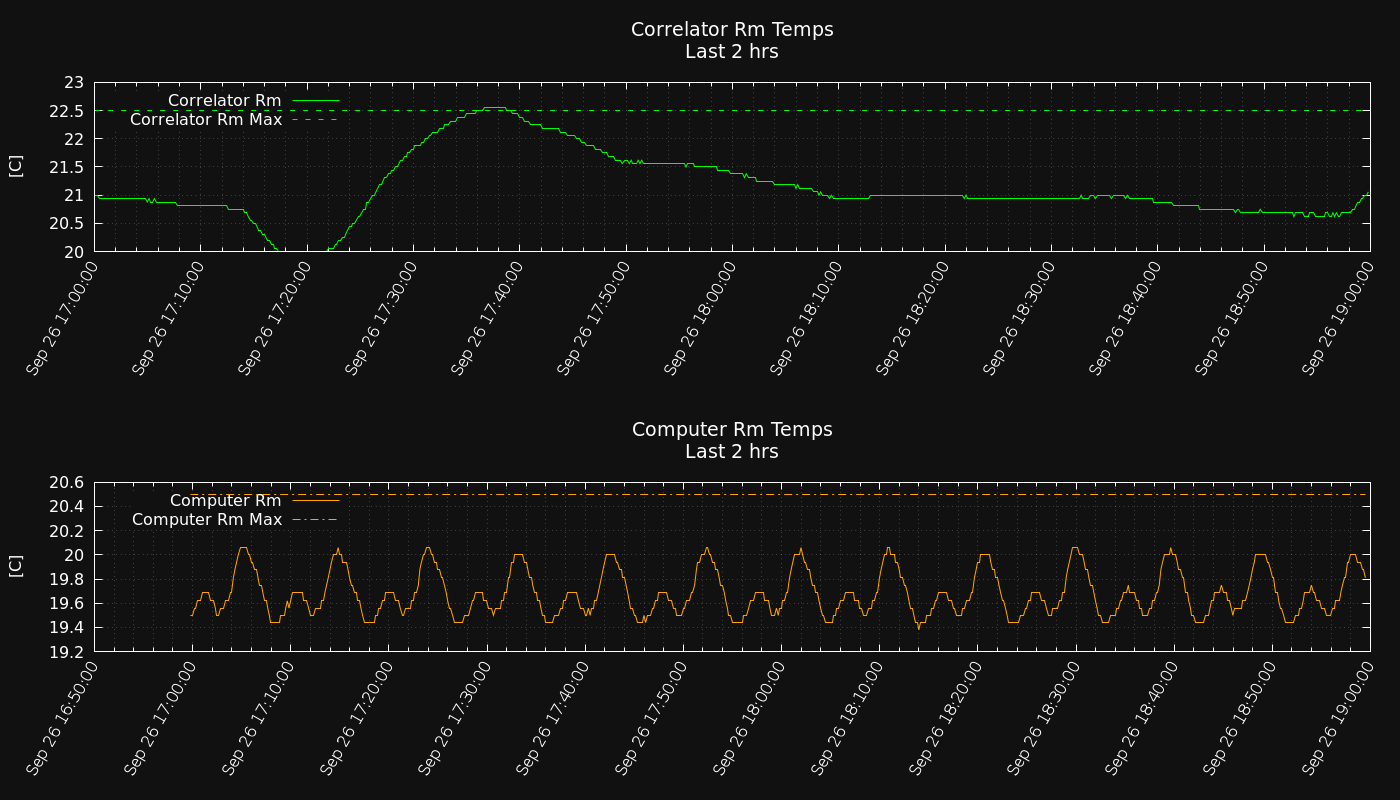 Correlator Rm Temps
Last 2 hrs
[C]
23
22.5
22
21.5
21
20.5
20
Correlator Rm
Correlator Rm Max
Sep 26 17:00:00
Sep 26 17:10:00
Sep 26 17:20:00
Sep 26 17:30:00
Sep 26 17:40:00
Sep 26 17:50:00
Sep 26 18:00:00
Sep 26 18:10:00
Sep 26 18:20:00
Sep 26 18:30:00
Sep 26 18:40:00
Sep 26 18:50:00
Sep 26 19:00:00
Computer Rm Temps
Last 2 hrs
[C]
20.6
20.4
20.2
20
19.8
19.6
19.4
19.2
Computer Rm
Computer Rm Max
Sep 26 16:50:00
Sep 26 17:00:00
Sep 26 17:10:00
Sep 26 17:20:00
Sep 26 17:30:00
Sep 26 17:40:00
Sep 26 17:50:00
Sep 26 18:00:00
Sep 26 18:10:00
Sep 26 18:20:00
Sep 26 18:30:00
Sep 26 18:40:00
Sep 26 18:50:00
Sep 26 19:00:00